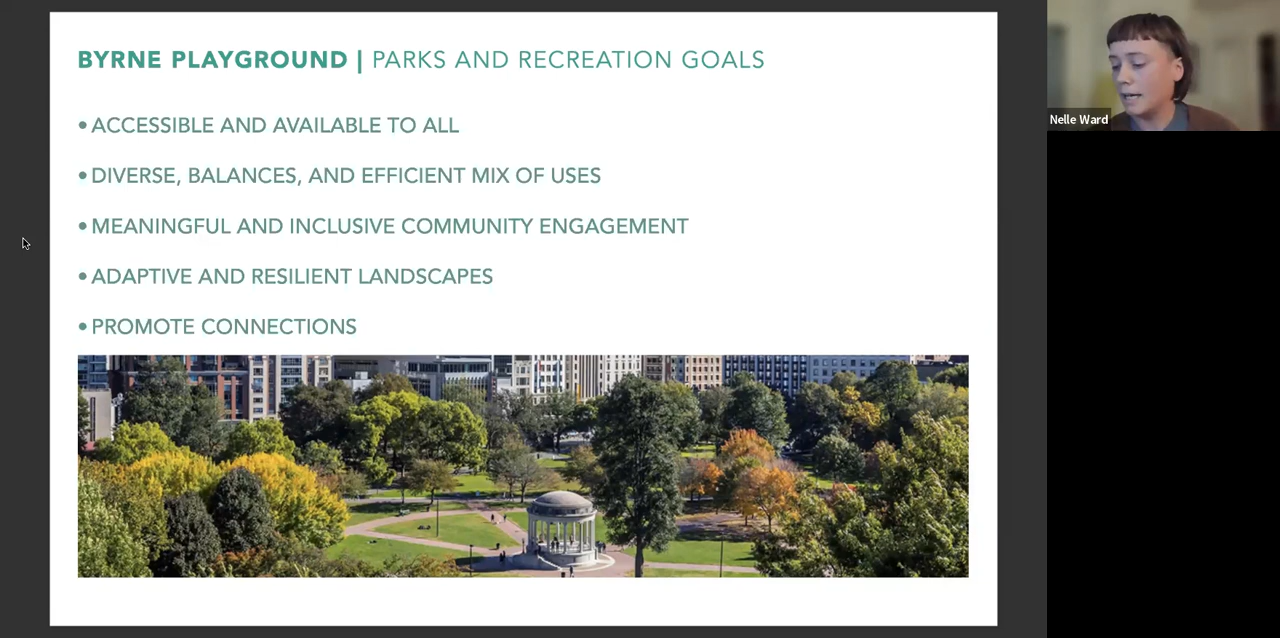 BYRNE PLAYGROUND | PARKS AND RECREATION GOALS
• ACCESSIBLE AND AVAILABLE TO ALL
• DIVERSE, BALANCES, AND EFFICIENT MIX OF USES
• MEANINGFUL AND INCLUSIVE COMMUNITY ENGAGEMENT
• ADAPTIVE AND RESILIENT LANDSCAPES
• PROMOTE CONNECTIONS
Nelle Ward